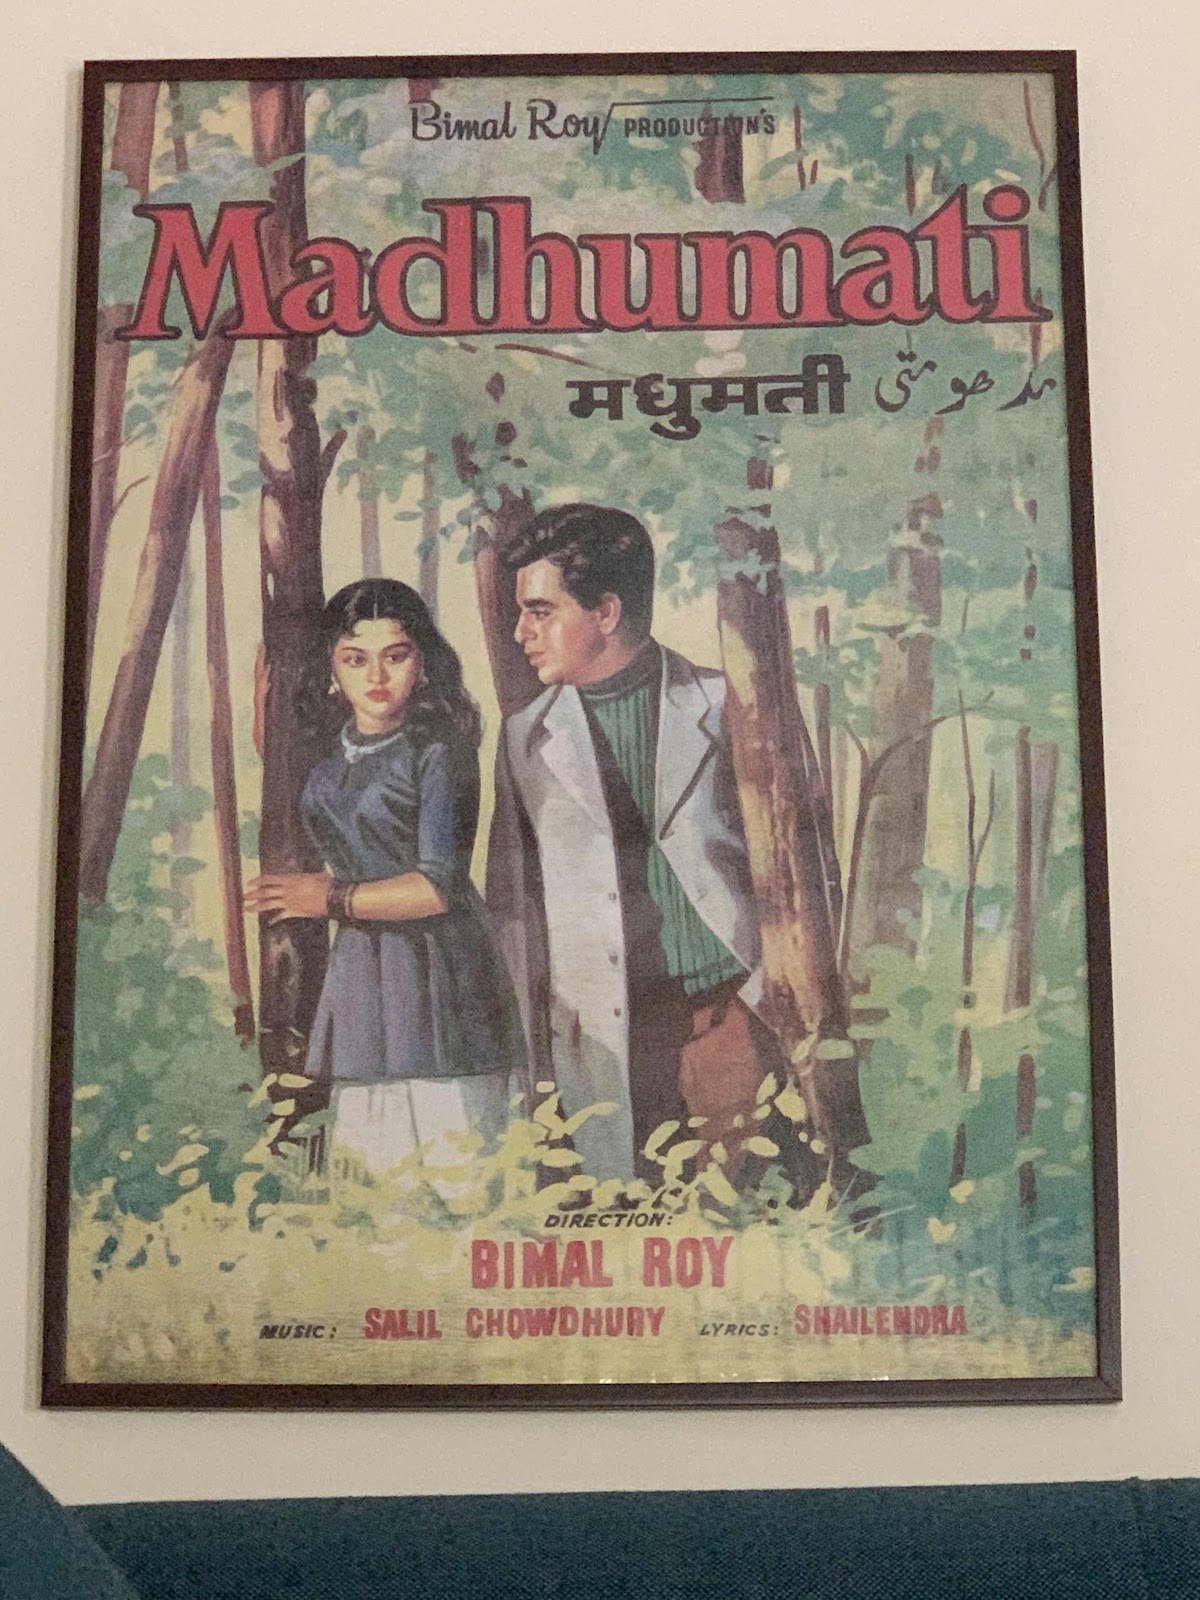 Bimal Roy PRODUCTION'S
Madhumati
मधुमती مدھومتی
DIRECTION:
BIMAL ROY
MUSIC: SALIL CHOWDHURY LYRICS: SHAILENDRA